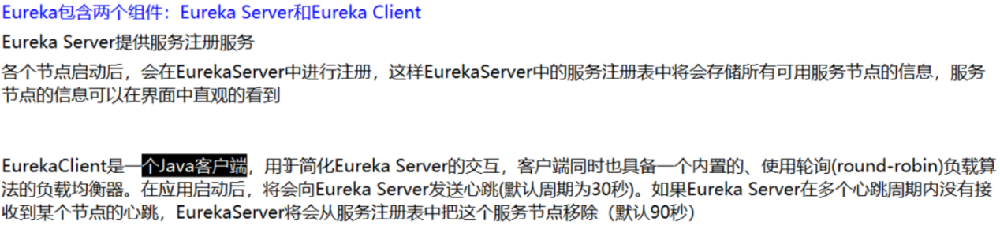 Eureka包含两个组件：Eureka Server和Eureka Client
Eureka Server提供服务注册服务
各个节点启动后，会在EurekaServer中进行注册，这样EurekaServer中的服务注册表中将会存储所有可用服务节点的信息，服务
节点的信息可以在界面中直观的看到
EurekaClient是一个Java客户端，用于简化Eureka Server的交互，客户端同时也具备一个内置的、使用轮询(round-robin)负载算
法的负载均衡器。在应用启动后，将会向Eureka Server发送心跳(默认周期为30秒)。如果Eureka Server在多个心跳周期内没有接
收到某个节点的心跳，EurekaServer将会从服务注册表中把这个服务节点移除（默认90秒）